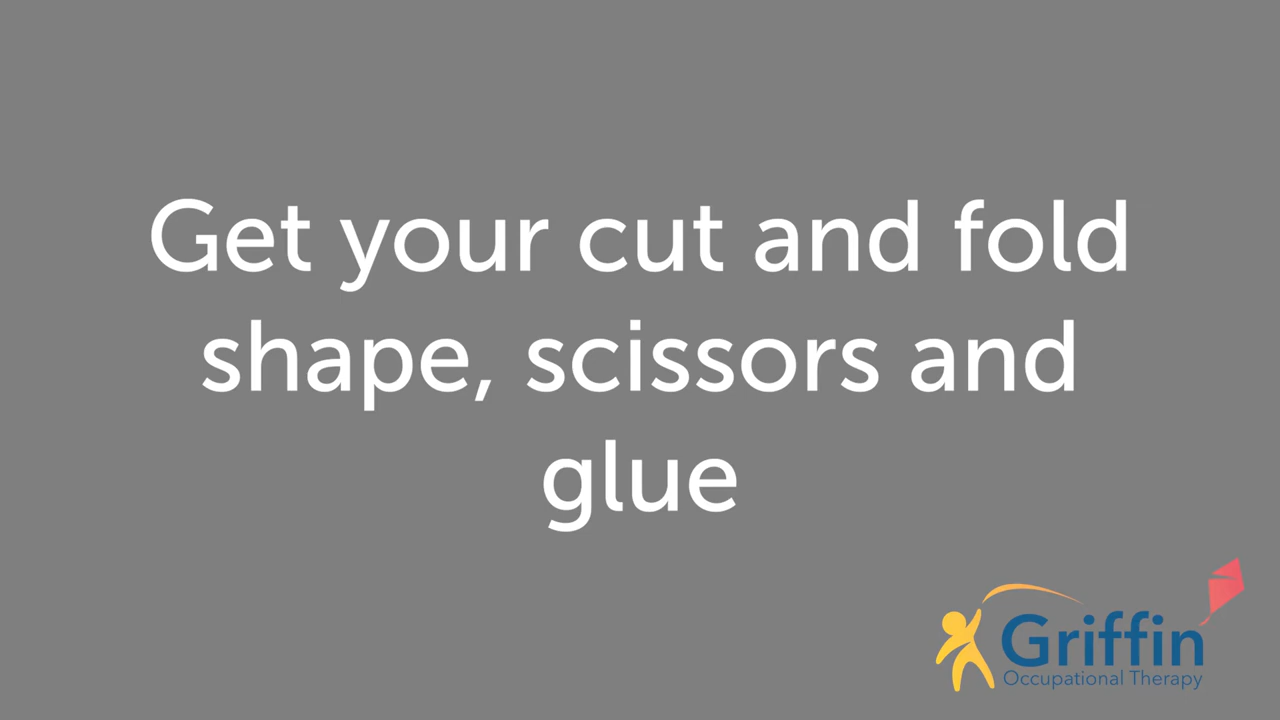 Get your cut and fold
shape, scissors and
glue
Griffin
Occupational Therapy